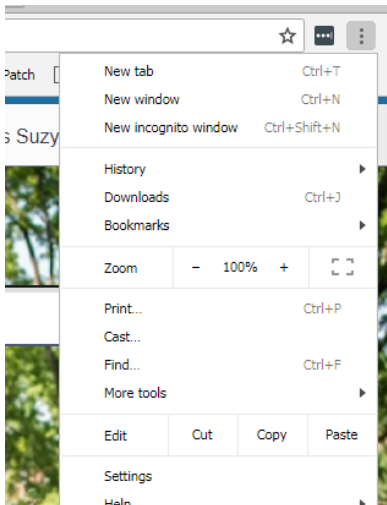 Patch
s Suzy
New tab Ctrl+T
New window Ctrl+N
New incognito window Ctrl+Shift+N
History
Downloads Ctrl+J
Bookmarks
Zoom − 100% +
Print... Ctrl+P
Cast...
Find... Ctrl+F
More tools
Edit Cut Copy Paste
Settings
Help